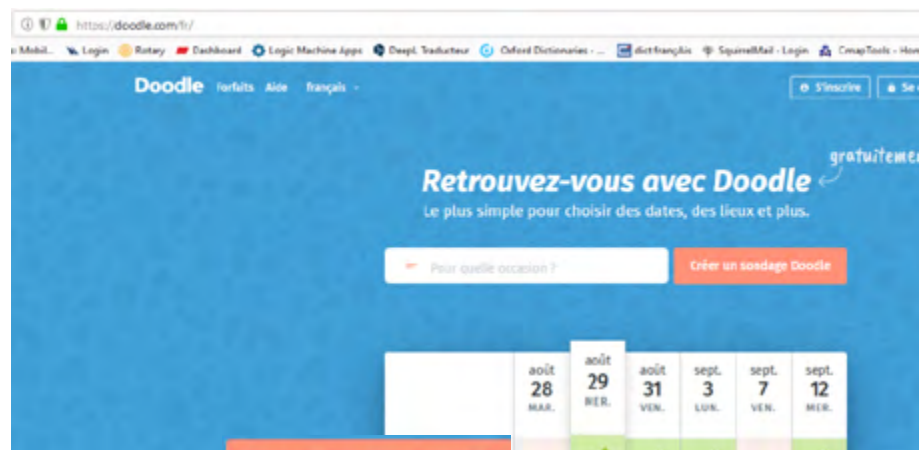 https://doodle.com/fr/
Mobil... Login Rotary Dashboard Logic Machine Apps DeepL Traducteur Oxford Dictionaries - ... dict français SquirrelMail - Login CmapTools - Hom
Doodle Forfaits Aide français S'inscrire Se
gratuiteme
Retrouvez-vous avec Doodle
Le plus simple pour choisir des dates, des lieux et plus.
Pour quelle occasion ? Créer un sondage Doodle
août août août sept. sept. sept.
28 29 31 3 7 12
MAR. MER. VEN. LUN. VEN. MER.